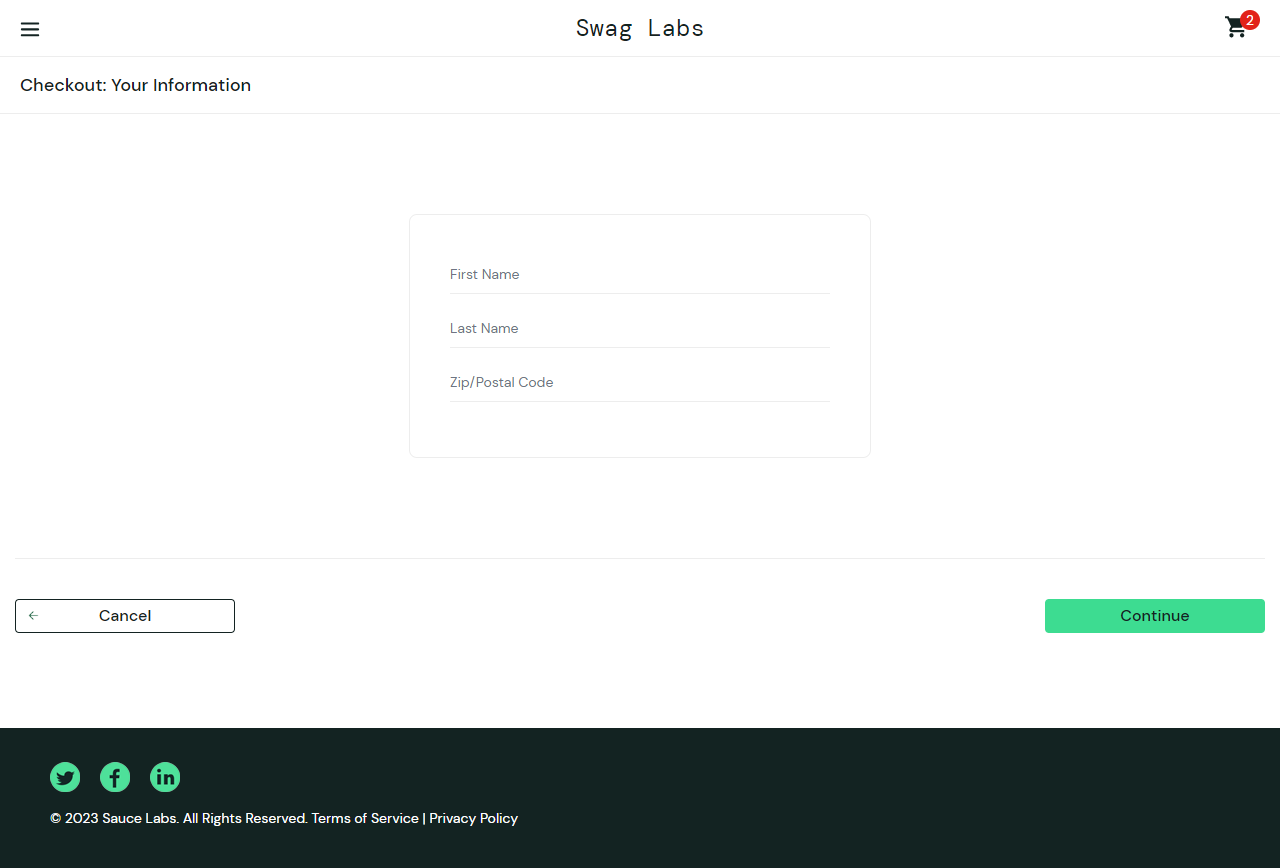 Swag Labs
2
Checkout: Your Information
First Name
Last Name
Zip/Postal Code
Cancel
Continue
© 2023 Sauce Labs. All Rights Reserved. Terms of Service | Privacy Policy